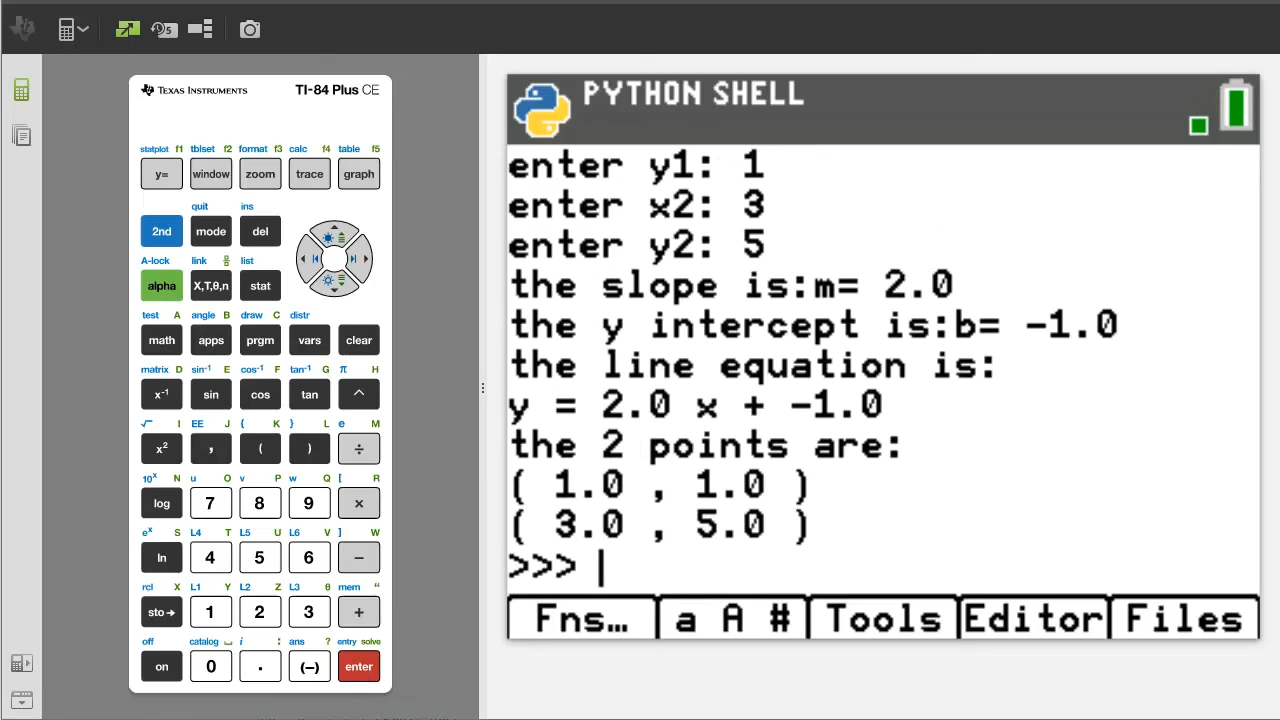 TEXAS INSTRUMENTS
TI-84 Plus CE
statplot f1 tblset f2 format f3 calc f4 table f5
y= window zoom trace graph
quit ins
2nd mode del
A-lock link list
alpha X,T,θ,n stat
test A angle B draw C distr
math apps prgm vars clear
matrix D sin⁻¹ E cos⁻¹ F tan⁻¹ G π H
x⁻¹ sin cos tan ^
√ I EE J { K } L e M
x² , ( ) ÷
10ˣ N u O v P w Q [ R
log 7 8 9 ×
eˣ S L4 T L5 U L6 V ] W
ln 4 5 6 −
rcl X L1 Y L2 Z L3 θ mem “
sto→ 1 2 3 +
off catalog ⎵ i : ans ? entry solve
on 0 . (−) enter
PYTHON SHELL
enter y1: 1
enter x2: 3
enter y2: 5
the slope is:m= 2.0
the y intercept is:b= -1.0
the line equation is:
y = 2.0 x + -1.0
the 2 points are:
( 1.0 , 1.0 )
( 3.0 , 5.0 )
>>>
Fns… a A # Tools Editor Files